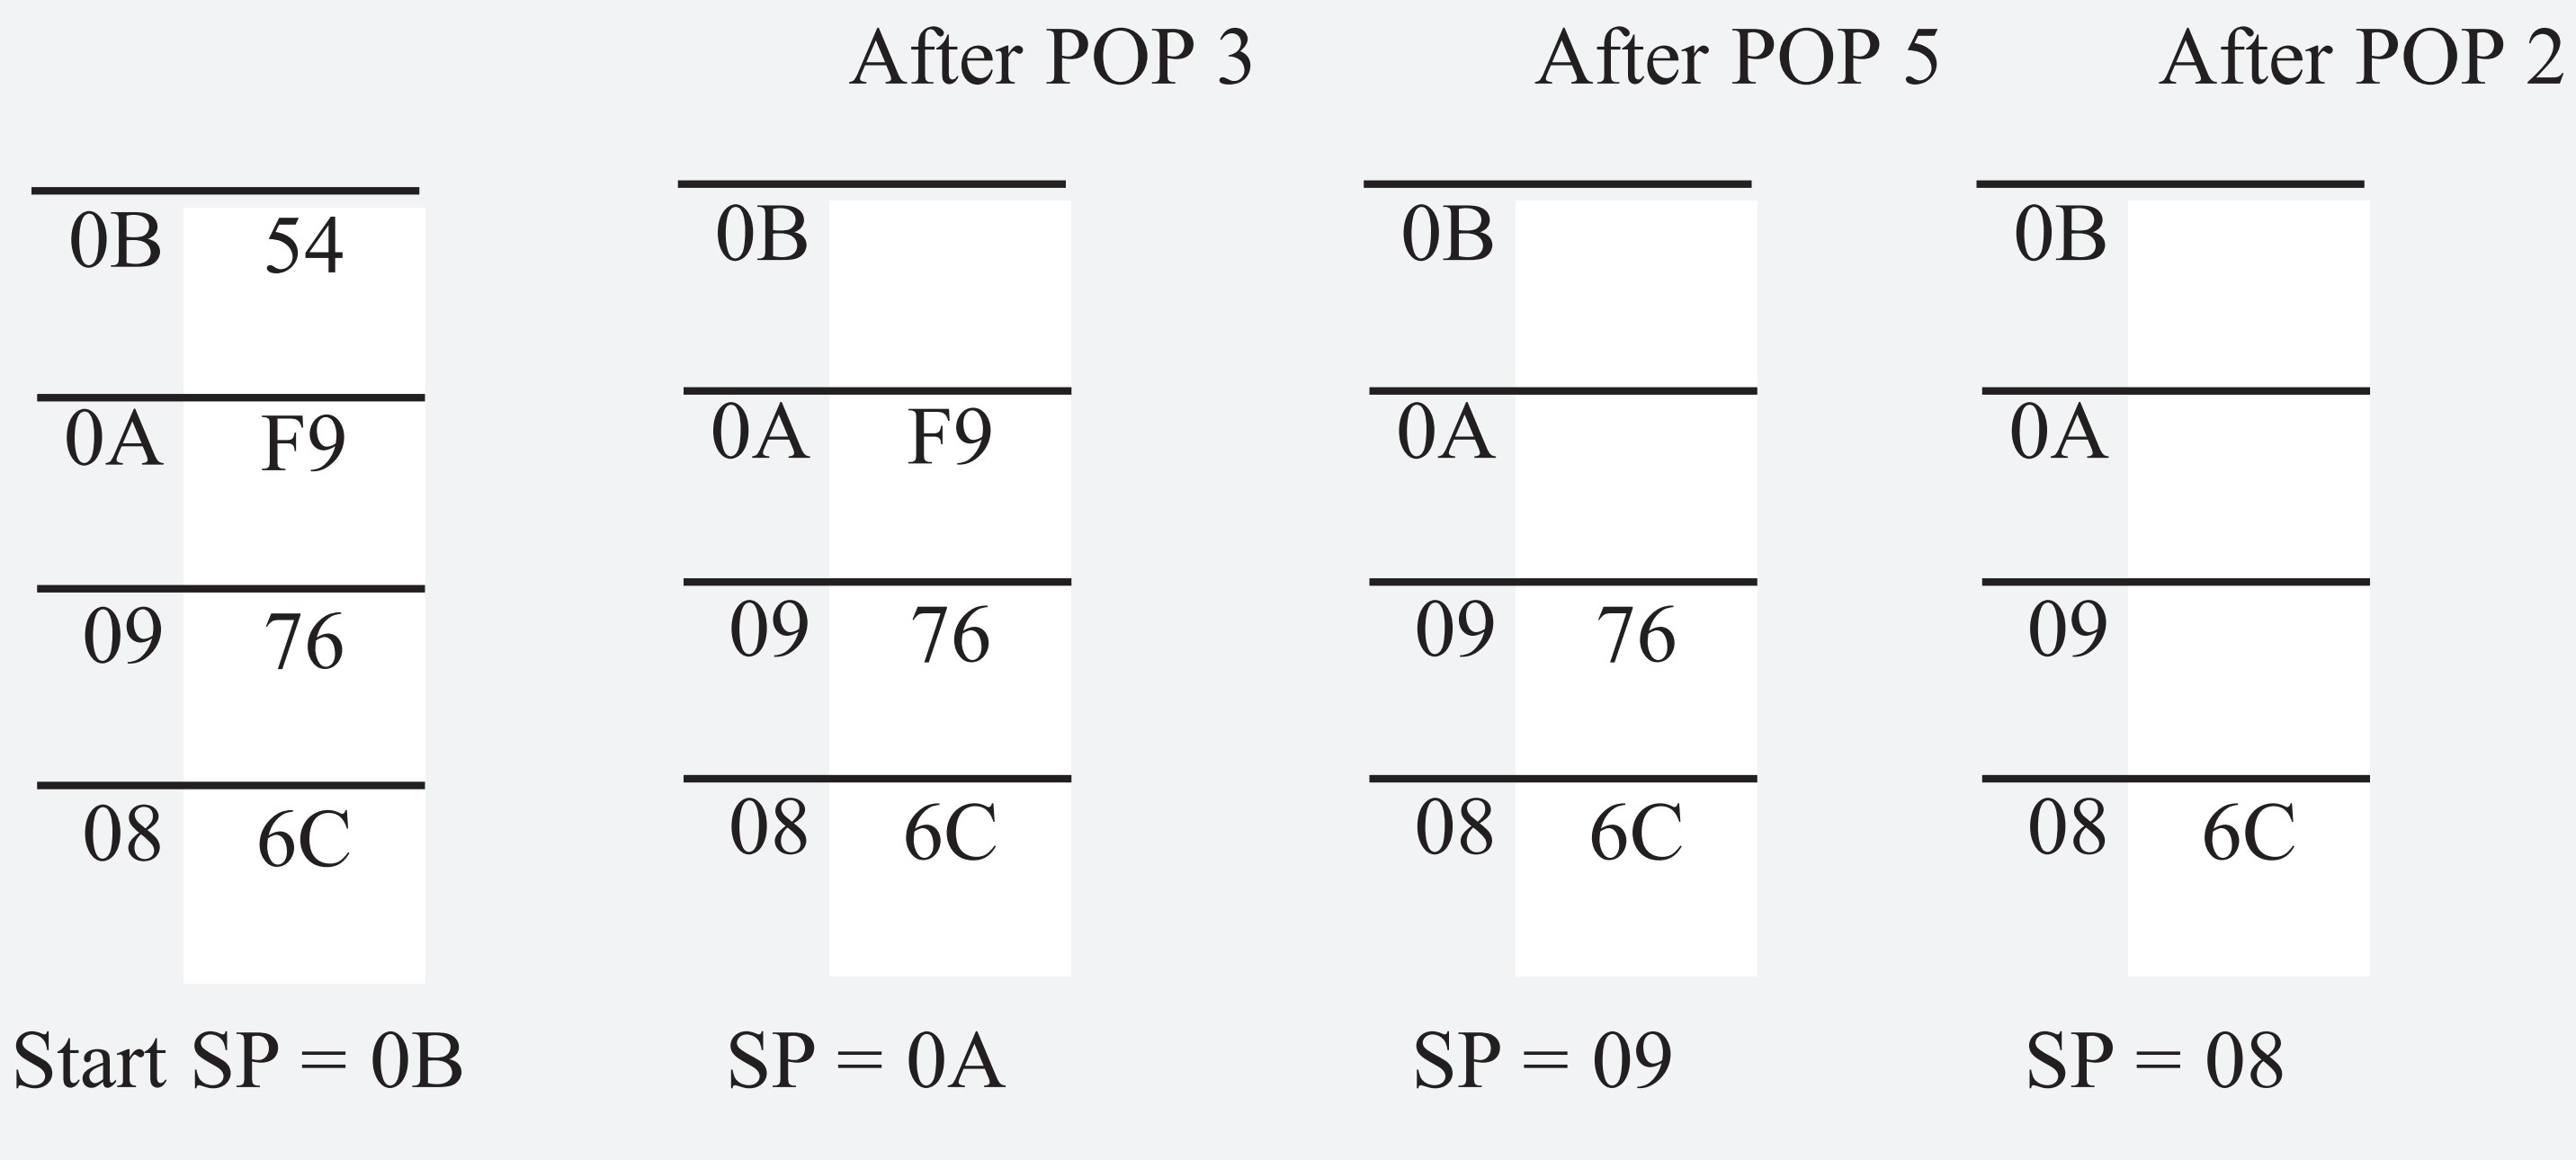 After POP 3 After POP 5 After POP 2
0B 54 0B 0B 0B
0A F9 0A F9 0A 0A
09 76 09 76 09 76 09
08 6C 08 6C 08 6C 08 6C
Start SP = 0B SP = 0A SP = 09 SP = 08